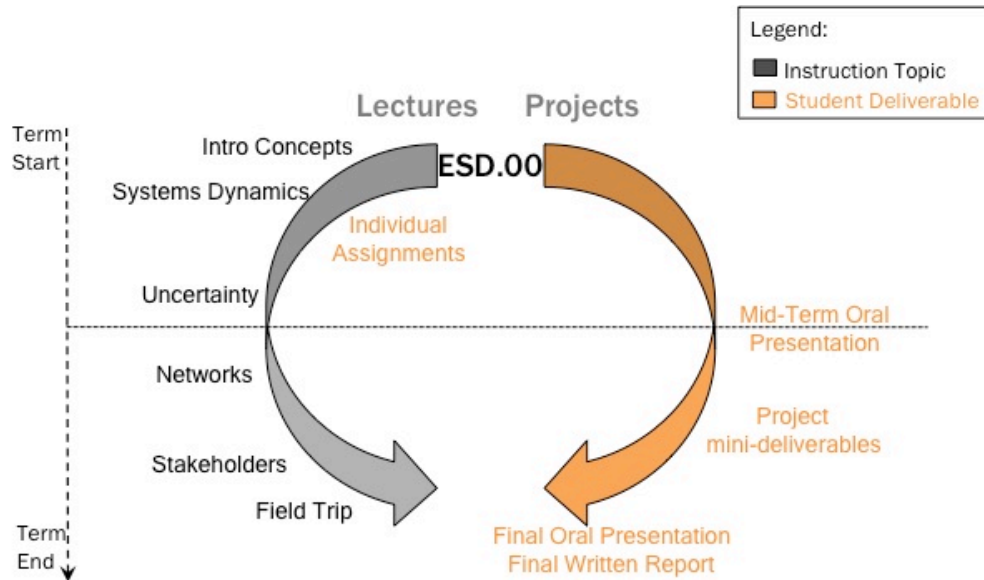 Legend:
Instruction Topic
Student Deliverable
Lectures
Projects
Term
Start
Intro Concepts
ESD.00
Systems Dynamics
Individual
Assignments
Uncertainty
Mid-Term Oral
Presentation
Networks
Project
mini-deliverables
Stakeholders
Field Trip
Term
End
Final Oral Presentation
Final Written Report